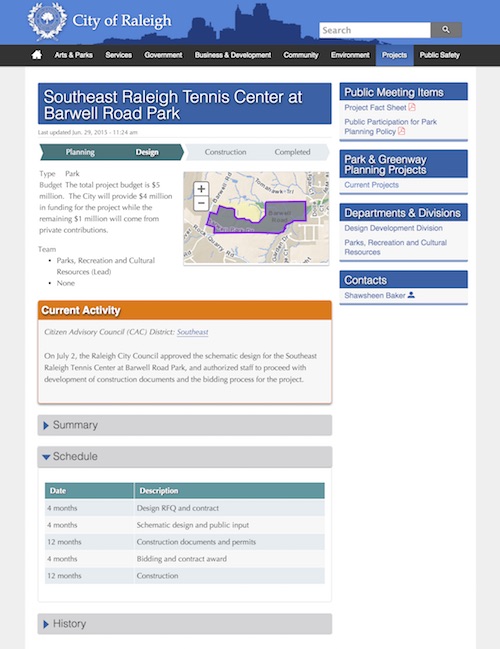 City of Raleigh
Search
Arts & Parks Services Government Business & Development Community Environment Projects Public Safety
Southeast Raleigh Tennis Center at
Barwell Road Park
Last updated Jun. 29, 2015 - 11:24 am
Planning Design Construction Completed
Type Park
Budget The total project budget is $5
million. The City will provide $4 million
in funding for the project while the
remaining $1 million will come from
private contributions.
Team
Parks, Recreation and Cultural
Resources (Lead)
None
+
−
Barwell Rd
Tomahawk Trl
Barwell
Road
Rock Quarry Rd
Current Activity
Citizen Advisory Council (CAC) District: Southeast
On July 2, the Raleigh City Council approved the schematic design for the Southeast
Raleigh Tennis Center at Barwell Road Park, and authorized staff to proceed with
development of construction documents and the bidding process for the project.
Summary
Schedule
Date Description
4 months Design RFQ and contract
4 months Schematic design and public input
12 months Construction documents and permits
4 months Bidding and contract award
12 months Construction
History
Public Meeting Items
Project Fact Sheet
Public Participation for Park
Planning Policy
Park & Greenway
Planning Projects
Current Projects
Departments & Divisions
Design Development Division
Parks, Recreation and Cultural
Resources
Contacts
Shawsheen Baker